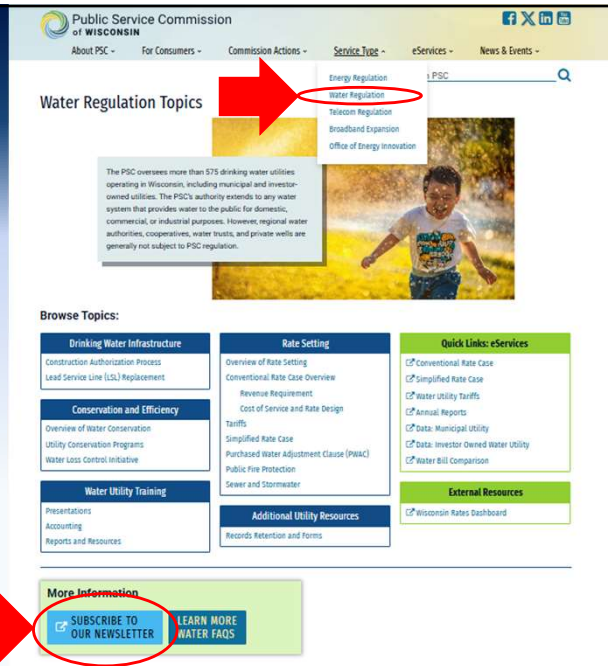 Public Service Commission
of WISCONSIN
About PSC
For Consumers
Commission Actions
Service Type
eServices
News & Events
Energy Regulation
PSC
Water Regulation
Telecom Regulation
Broadband Expansion
Office of Energy Innovation
Water Regulation Topics
The PSC oversees more than 575 drinking water utilities
operating in Wisconsin, including municipal and investor-
owned utilities. The PSC's authority extends to any water
system that provides water to the public for domestic,
commercial, or industrial purposes. However, regional water
authorities, cooperatives, water trusts, and private wells are
generally not subject to PSC regulation.
Browse Topics:
Drinking Water Infrastructure
Construction Authorization Process
Lead Service Line (LSL) Replacement
Conservation and Efficiency
Overview of Water Conservation
Utility Conservation Programs
Water Loss Control Initiative
Water Utility Training
Presentations
Accounting
Reports and Resources
Rate Setting
Overview of Rate Setting
Conventional Rate Case Overview
Revenue Requirement
Cost of Service and Rate Design
Tariffs
Simplified Rate Case
Purchased Water Adjustment Clause (PWAC)
Public Fire Protection
Sewer and Stormwater
Additional Utility Resources
Records Retention and Forms
Quick Links: eServices
Conventional Rate Case
Simplified Rate Case
Water Utility Tariffs
Annual Reports
Data: Municipal Utility
Data: Investor Owned Water Utility
Water Bill Comparison
External Resources
Wisconsin Rates Dashboard
More Information
SUBSCRIBE TO
OUR NEWSLETTER
LEARN MORE
WATER FAQS